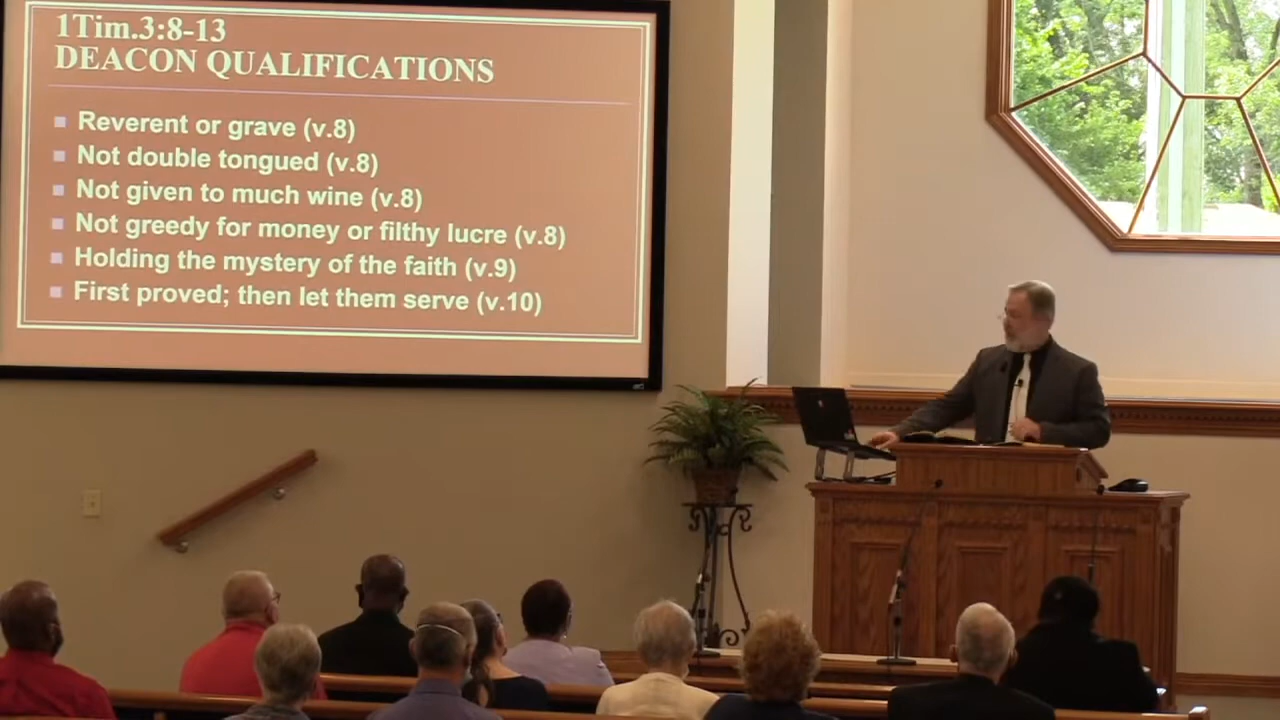 1Tim.3:8-13
DEACON QUALIFICATIONS
Reverent or grave (v.8)
Not double tongued (v.8)
Not given to much wine (v.8)
Not greedy for money or filthy lucre (v.8)
Holding the mystery of the faith (v.9)
First proved; then let them serve (v.10)